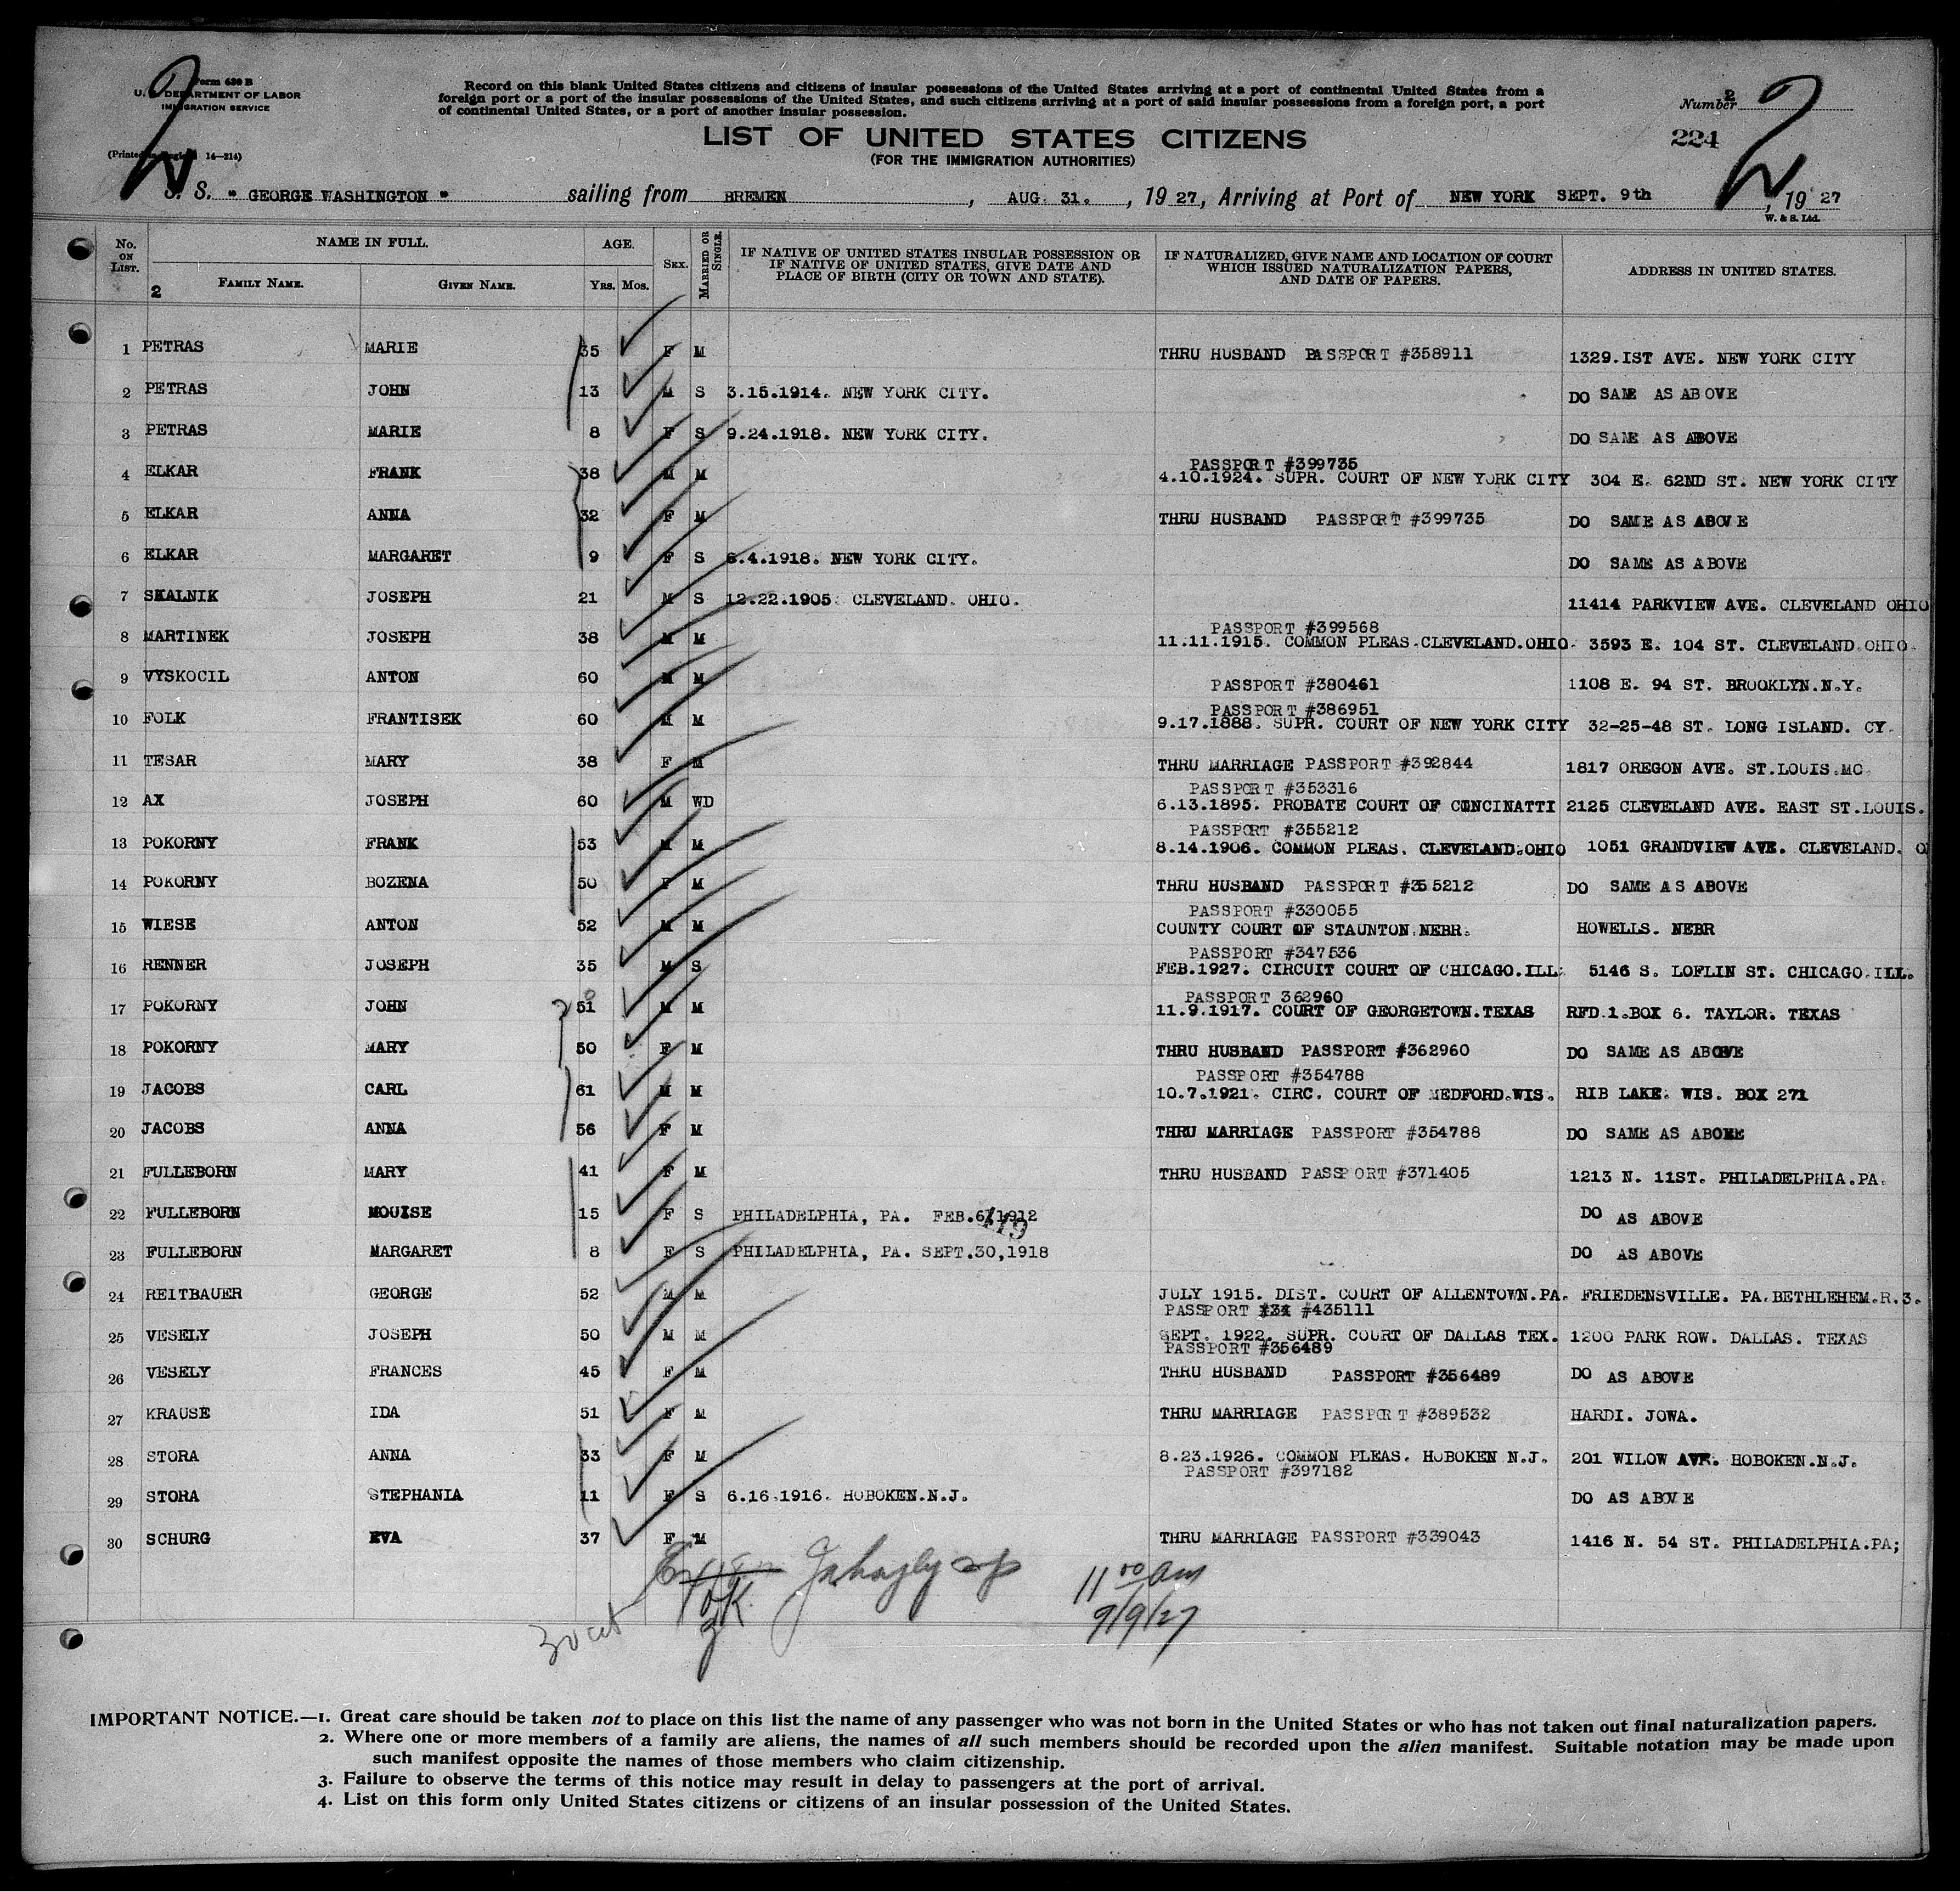 Form 630 B
U. S. DEPARTMENT OF LABOR
IMMIGRATION SERVICE
(Printed in England 14—214)
Record on this blank United States citizens and citizens of insular possessions of the United States arriving at a port of continental United States from a
foreign port or a port of the insular possessions of the United States, and such citizens arriving at a port of said insular possessions from a foreign port, a port
of continental United States, or a port of another insular possession.
Number 2
LIST OF UNITED STATES CITIZENS
224
(FOR THE IMMIGRATION AUTHORITIES)
S. S. " GEORGE WASHINGTON " sailing from BREMEN, AUG. 31., 1927, Arriving at Port of NEW YORK SEPT. 9th, 1927
W. & S. Ltd.
No. ON LIST. NAME IN FULL. FAMILY NAME. GIVEN NAME. AGE. YRS. MOS. SEX. MARRIED OR SINGLE. IF NATIVE OF UNITED STATES INSULAR POSSESSION OR IF NATIVE OF UNITED STATES, GIVE DATE AND PLACE OF BIRTH (CITY OR TOWN AND STATE). IF NATURALIZED, GIVE NAME AND LOCATION OF COURT WHICH ISSUED NATURALIZATION PAPERS, AND DATE OF PAPERS. ADDRESS IN UNITED STATES.
2
1 PETRAS MARIE 35 F M THRU HUSBAND PASSPORT #358911 1329.IST AVE. NEW YORK CITY
2 PETRAS JOHN 13 M S 3.15.1914. NEW YORK CITY. DO SAME AS ABOVE
3 PETRAS MARIE 8 F S 9.24.1918. NEW YORK CITY. DO SAME AS ABOVE
PASSPORT #399735
4 ELKAR FRANK 38 M M 4.10.1924. SUPR. COURT OF NEW YORK CITY 304 E. 62ND ST. NEW YORK CITY
5 ELKAR ANNA 32 F M THRU HUSBAND PASSPORT #399735 DO SAME AS ABOVE
6 ELKAR MARGARET 9 F S 6.4.1918. NEW YORK CITY. DO SAME AS ABOVE
7 SKALNIK JOSEPH 21 M S 12.22.1905. CLEVELAND. OHIO. 11414 PARKVIEW AVE. CLEVELAND OHIO
PASSPORT #399568
8 MARTINEK JOSEPH 38 M M 11.11.1915. COMMON PLEAS.CLEVELAND.OHIO. 3593 E. 104 ST. CLEVELAND.OHIO.
9 VYSKOCIL ANTON 60 M M PASSPORT #380461 1108 E. 94 ST. BROOKLYN.N.Y.
PASSPORT #386951
10 FOLK FRANTISEK 60 M M 9.17.1888. SUPR. COURT OF NEW YORK CITY 32-25-48 ST. LONG ISLAND. CY.
11 TESAR MARY 38 F M THRU MARRIAGE PASSPORT #392844 1817 OREGON AVE. ST.LOUIS.MO.
PASSPORT #353316
12 AX JOSEPH 60 M WD 6.13.1895. PROBATE COURT OF CINCINATTI 2125 CLEVELAND AVE. EAST ST.LOUIS.
PASSPORT #355212
13 POKORNY FRANK 53 M M 8.14.1906. COMMON PLEAS. CLEVELAND.OHIO 1051 GRANDVIEW AVE. CLEVELAND. O
14 POKORNY BOZENA 50 F M THRU HUSBAND PASSPORT #355212 DO SAME AS ABOVE
PASSPORT #330055
15 WIESE ANTON 52 M M COUNTY COURT OF STAUNTON.NEBR. HOWELLS. NEBR
PASSPORT #347536
16 RENNER JOSEPH 35 M S FEB.1927. CIRCUIT COURT OF CHICAGO.ILL. 5146 S. LOFLIN ST. CHICAGO.ILL.
PASSPORT 362960
17 POKORNY JOHN 51 M M 11.9.1917. COURT OF GEORGETOWN.TEXAS RFD.1.BOX 6. TAYLOR. TEXAS
18 POKORNY MARY 50 F M THRU HUSBAND PASSPORT #362960 DO SAME AS ABOVE
PASSPORT #354788
19 JACOBS CARL 61 M M 10.7.1921. CIRC. COURT OF MEDFORD.WIS. RIB LAKE. WIS. BOX 271
20 JACOBS ANNA 56 F M THRU MARRIAGE PASSPORT #354788 DO SAME AS ABOVE
21 FULLEBORN MARY 41 F M THRU HUSBAND PASSPORT #371405 1213 N. 11ST. PHILADELPHIA.PA.
22 FULLEBORN MOUISE 15 F S PHILADELPHIA, PA. FEB.6,1912 DO AS ABOVE
23 FULLEBORN MARGARET 8 F S PHILADELPHIA, PA. SEPT.30,1918 DO AS ABOVE
24 REITBAUER GEORGE 52 M M JULY 1915. DIST. COURT OF ALLENTOWN.PA. FRIEDENSVILLE. PA.BETHLEHEM.R.3.
PASSPORT #435111
25 VESELY JOSEPH 50 M M SEPT. 1922. SUPR. COURT OF DALLAS TEX. 1200 PARK ROW. DALLAS. TEXAS
PASSPORT #356489
26 VESELY FRANCES 45 F M THRU HUSBAND PASSPORT #356489 DO AS ABOVE
27 KRAUSE IDA 51 F M THRU MARRIAGE PASSPORT #389532 HARDI. JOWA.
28 STORA ANNA 33 F M 8.23.1926. COMMON PLEAS. HOBOKEN N.J. 201 WILOW AVE. HOBOKEN.N.J.
PASSPORT #397182
29 STORA STEPHANIA 11 F S 6.16.1916. HOBOKEN.N.J. DO AS ABOVE
30 SCHURG EVA 37 F M THRU MARRIAGE PASSPORT #339043 1416 N. 54 ST. PHILADELPHIA.PA;
11 00 am
O.K.
9/9/27
IMPORTANT NOTICE.—1. Great care should be taken not to place on this list the name of any passenger who was not born in the United States or who has not taken out final naturalization papers.
2. Where one or more members of a family are aliens, the names of all such members should be recorded upon the alien manifest. Suitable notation may be made upon
such manifest opposite the names of those members who claim citizenship.
3. Failure to observe the terms of this notice may result in delay to passengers at the port of arrival.
4. List on this form only United States citizens or citizens of an insular possession of the United States.